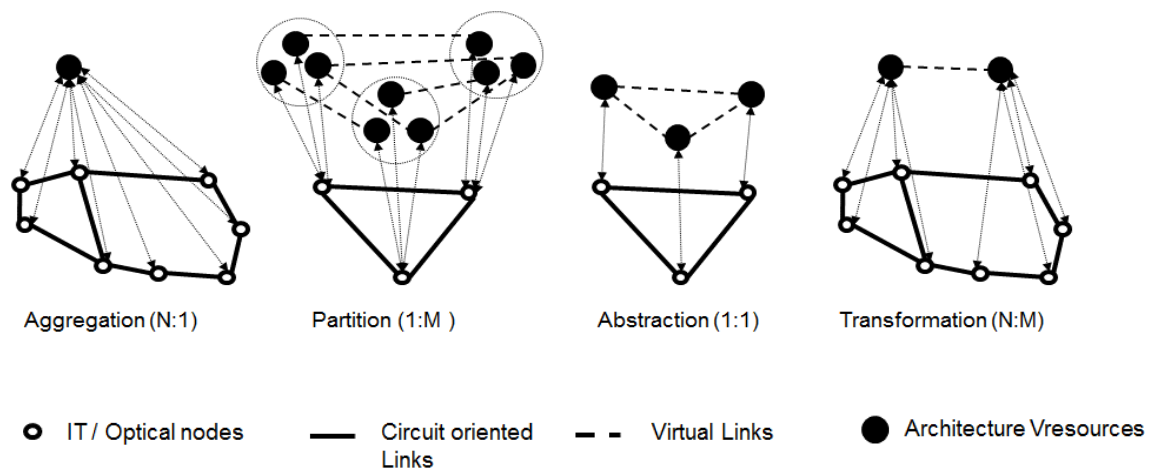 Aggregation (N:1)
Partition (1:M )
Abstraction (1:1)
Transformation (N:M)
IT / Optical nodes
Circuit oriented
Links
Virtual Links
Architecture Vresources